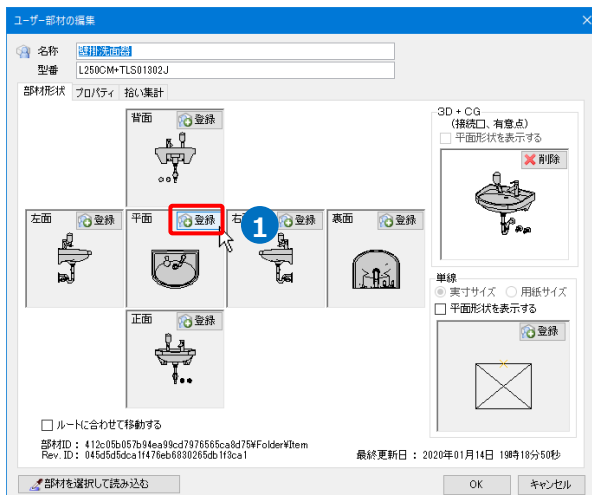 ユーザー部材の編集
名称 壁掛洗面器
型番 L250CM+TLS01302J
部材形状 プロパティ 拾い集計
背面 登録
3D + CG
(接続口、有意点)
平面形状を表示する
削除
左面 登録 平面 登録 右 登録 裏面 登録
1
単線
実寸サイズ 用紙サイズ
平面形状を表示する
正面 登録
登録
ルートに合わせて移動する
部材ID : 412c05b057b94ea99cd7976565ca8d75¥Folder¥Item
Rev. ID : 045d5d5dca1f476eb6830265db1f3ca1
最終更新日 : 2020年01月14日 19時18分50秒
部材を選択して読み込む OK キャンセル